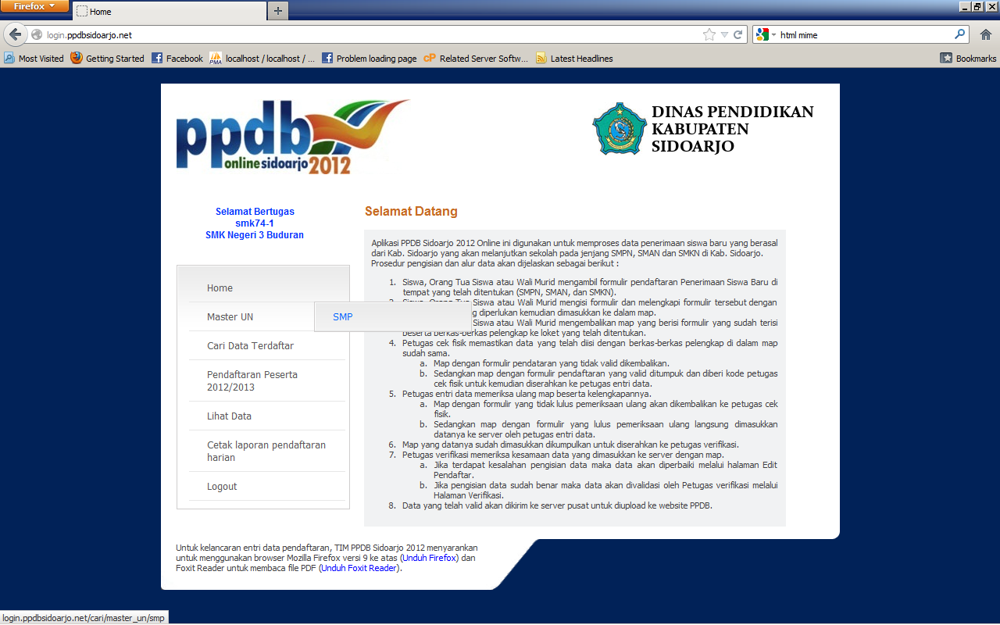 Firefox
Home
login.ppdbsidoarjo.net
html mime
Most Visited
Getting Started
Facebook
localhost / localhost / ...
Problem loading page
cP
Related Server Softw...
Latest Headlines
Bookmarks
PMA
ppdb
onlinesidoarjo2012
DINAS PENDIDIKAN
KABUPATEN
SIDOARJO
Selamat Bertugas
smk74-1
SMK Negeri 3 Buduran
Home
Master UN
SMP
Cari Data Terdaftar
Pendaftaran Peserta
2012/2013
Lihat Data
Cetak laporan pendaftaran
harian
Logout
Selamat Datang
Aplikasi PPDB Sidoarjo 2012 Online ini digunakan untuk memproses data penerimaan siswa baru yang berasal
dari Kab. Sidoarjo yang akan melanjutkan sekolah pada jenjang SMPN, SMAN dan SMKN di Kab. Sidoarjo.
Prosedur pengisian dan alur data akan dijelaskan sebagai berikut :
1. Siswa, Orang Tua Siswa atau Wali Murid mengambil formulir pendaftaran Penerimaan Siswa Baru di
tempat yang telah ditentukan (SMPN, SMAN, dan SMKN).
2. Siswa, Orang Tua Siswa atau Wali Murid mengisi formulir dan melengkapi formulir tersebut dengan
diperlukan kemudian dimasukkan ke dalam map.
Siswa atau Wali Murid mengembalikan map yang berisi formulir yang sudah terisi
beserta berkas-berkas pelengkap ke loket yang telah ditentukan.
4. Petugas cek fisik memastikan data yang telah diisi dengan berkas-berkas pelengkap di dalam map
sudah sama.
a. Map dengan formulir pendataran yang tidak valid dikembalikan.
b. Sedangkan map dengan formulir pendaftaran yang valid ditumpuk dan diberi kode petugas
cek fisik untuk kemudian diserahkan ke petugas entri data.
5. Petugas entri data memeriksa ulang map beserta kelengkapannya.
a. Map dengan formulir yang tidak lulus pemeriksaan ulang akan dikembalikan ke petugas cek
fisik.
b. Sedangkan map dengan formulir yang lulus pemeriksaan ulang langsung dimasukkan
datanya ke server oleh petugas entri data.
6. Map yang datanya sudah dimasukkan dikumpulkan untuk diserahkan ke petugas verifikasi.
7. Petugas verifikasi memeriksa kesamaan data yang dimasukkan ke server dengan map.
a. Jika terdapat kesalahan pengisian data maka data akan diperbaiki melalui halaman Edit
Pendaftar.
b. Jika pengisian data sudah benar maka data akan divalidasi oleh Petugas verifikasi melalui
Halaman Verifikasi.
8. Data yang telah valid akan dikirim ke server pusat untuk diupload ke website PPDB.
Untuk kelancaran entri data pendaftaran, TIM PPDB Sidoarjo 2012 menyarankan
untuk menggunakan browser Mozilla Firefox versi 9 ke atas (Unduh Firefox) dan
Foxit Reader untuk membaca file PDF (Unduh Foxit Reader).
login.ppdbsidoarjo.net/cari/master_un/smp